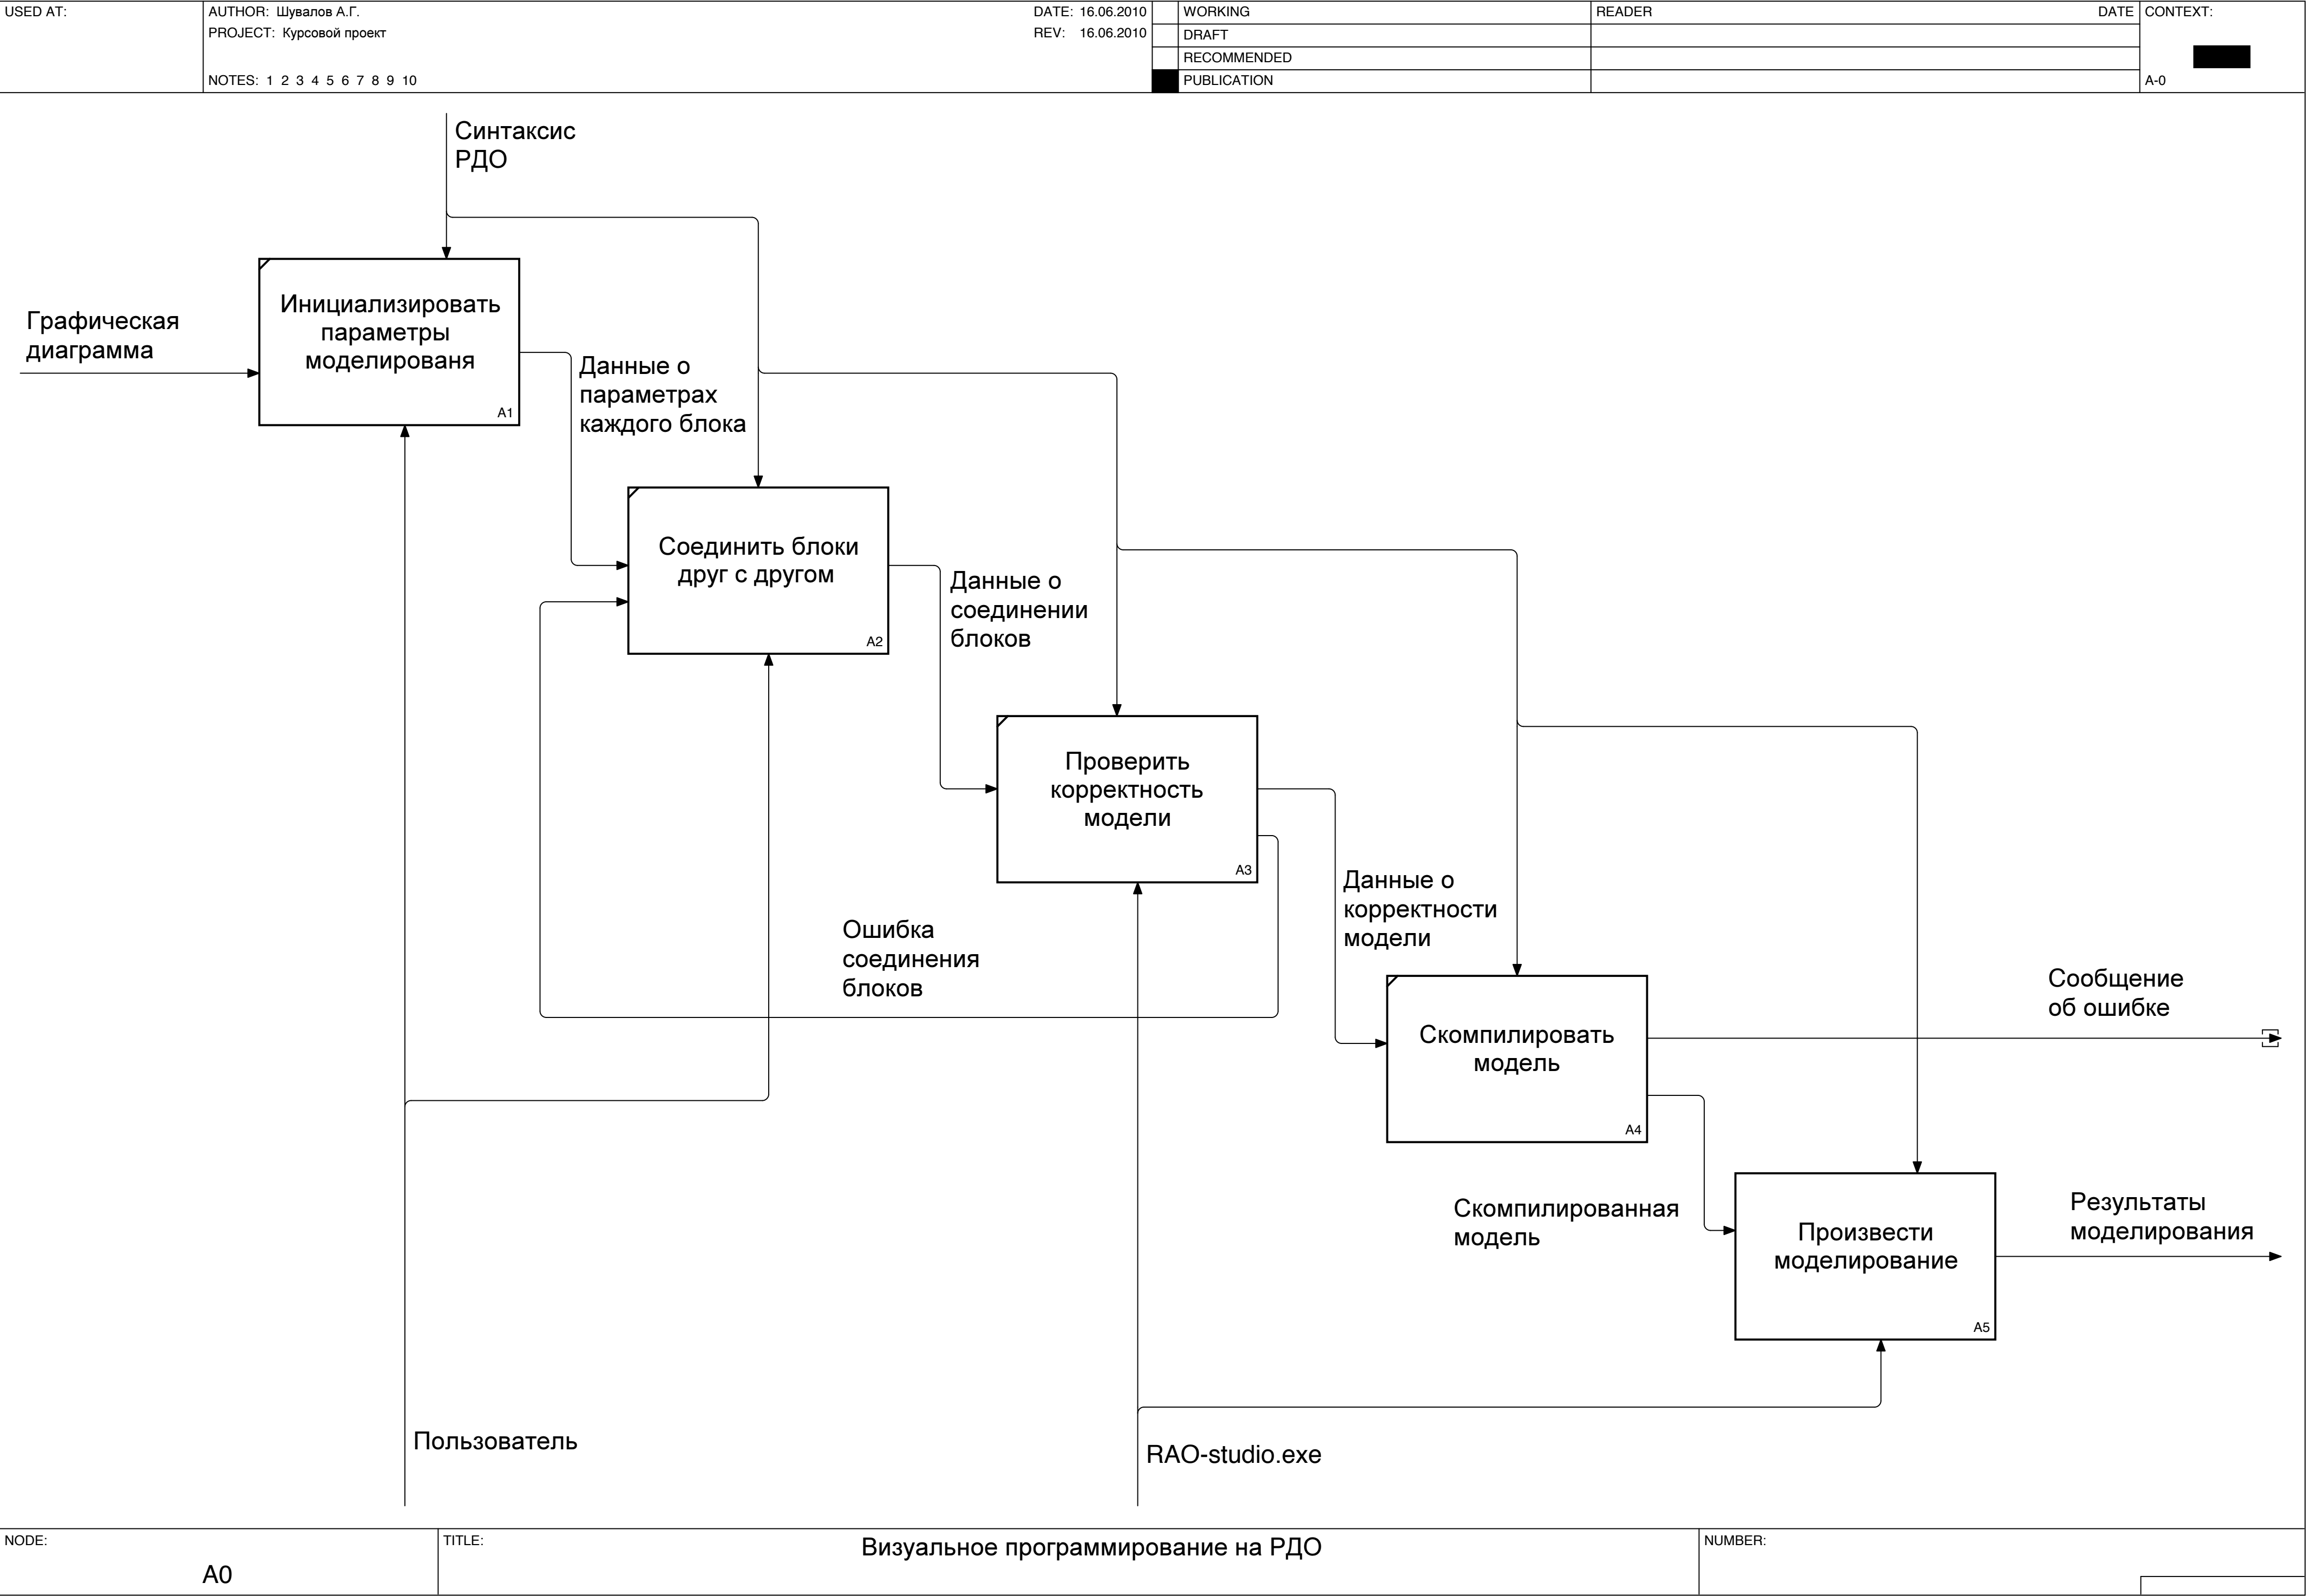 USED AT:
AUTHOR: Шувалов А.Г.
DATE: 16.06.2010
PROJECT: Курсовой проект
REV: 16.06.2010
NOTES: 1 2 3 4 5 6 7 8 9 10
WORKING
DRAFT
RECOMMENDED
PUBLICATION
READER
DATE
CONTEXT:
A-0
Синтаксис
РДО
Графическая
диаграмма
Инициализировать
параметры
моделированя
A1
Данные о
параметрах
каждого блока
Соединить блоки
друг с другом
A2
Данные о
соединении
блоков
Проверить
корректность
модели
A3
Ошибка
соединения
блоков
Данные о
корректности
модели
Скомпилировать
модель
A4
Сообщение
об ошибке
Скомпилированная
модель
Произвести
моделирование
A5
Результаты
моделирования
Пользователь
RAO-studio.exe
NODE:
A0
TITLE:
Визуальное программирование на РДО
NUMBER: